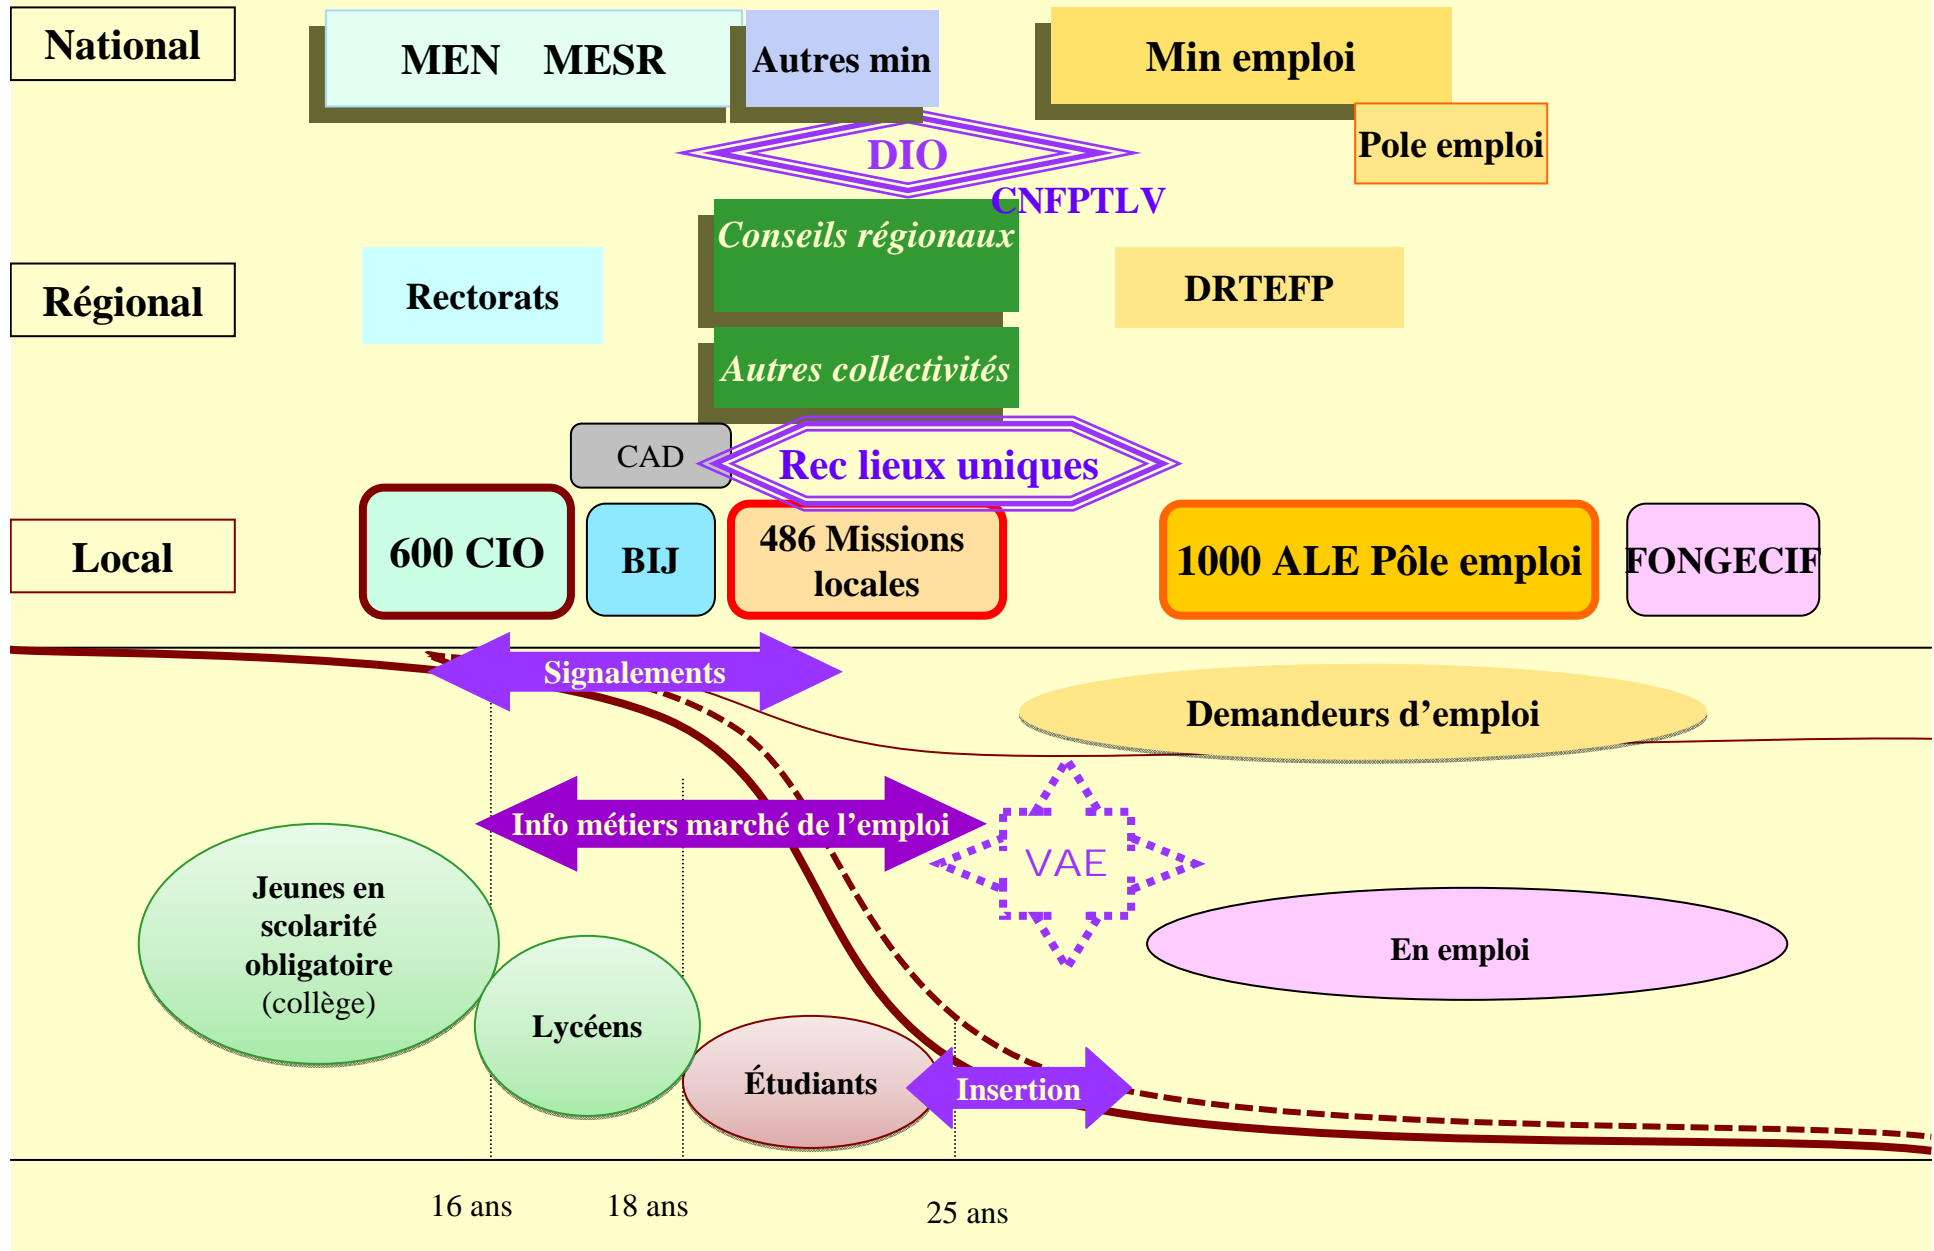 National
MEN MESR
Autres min
Min emploi
Pole emploi
DIO
CNFPTLV
Conseils régionaux
Régional
Rectorats
DRTEFP
Autres collectivités
CAD
Rec lieux uniques
Local
600 CIO
BIJ
486 Missions
locales
1000 ALE Pôle emploi
FONGECIF
Signalements
Demandeurs d’emploi
Info métiers marché de l’emploi
VAE
Jeunes en
scolarité
obligatoire
(collège)
En emploi
Lycéens
Étudiants
Insertion
16 ans
18 ans
25 ans